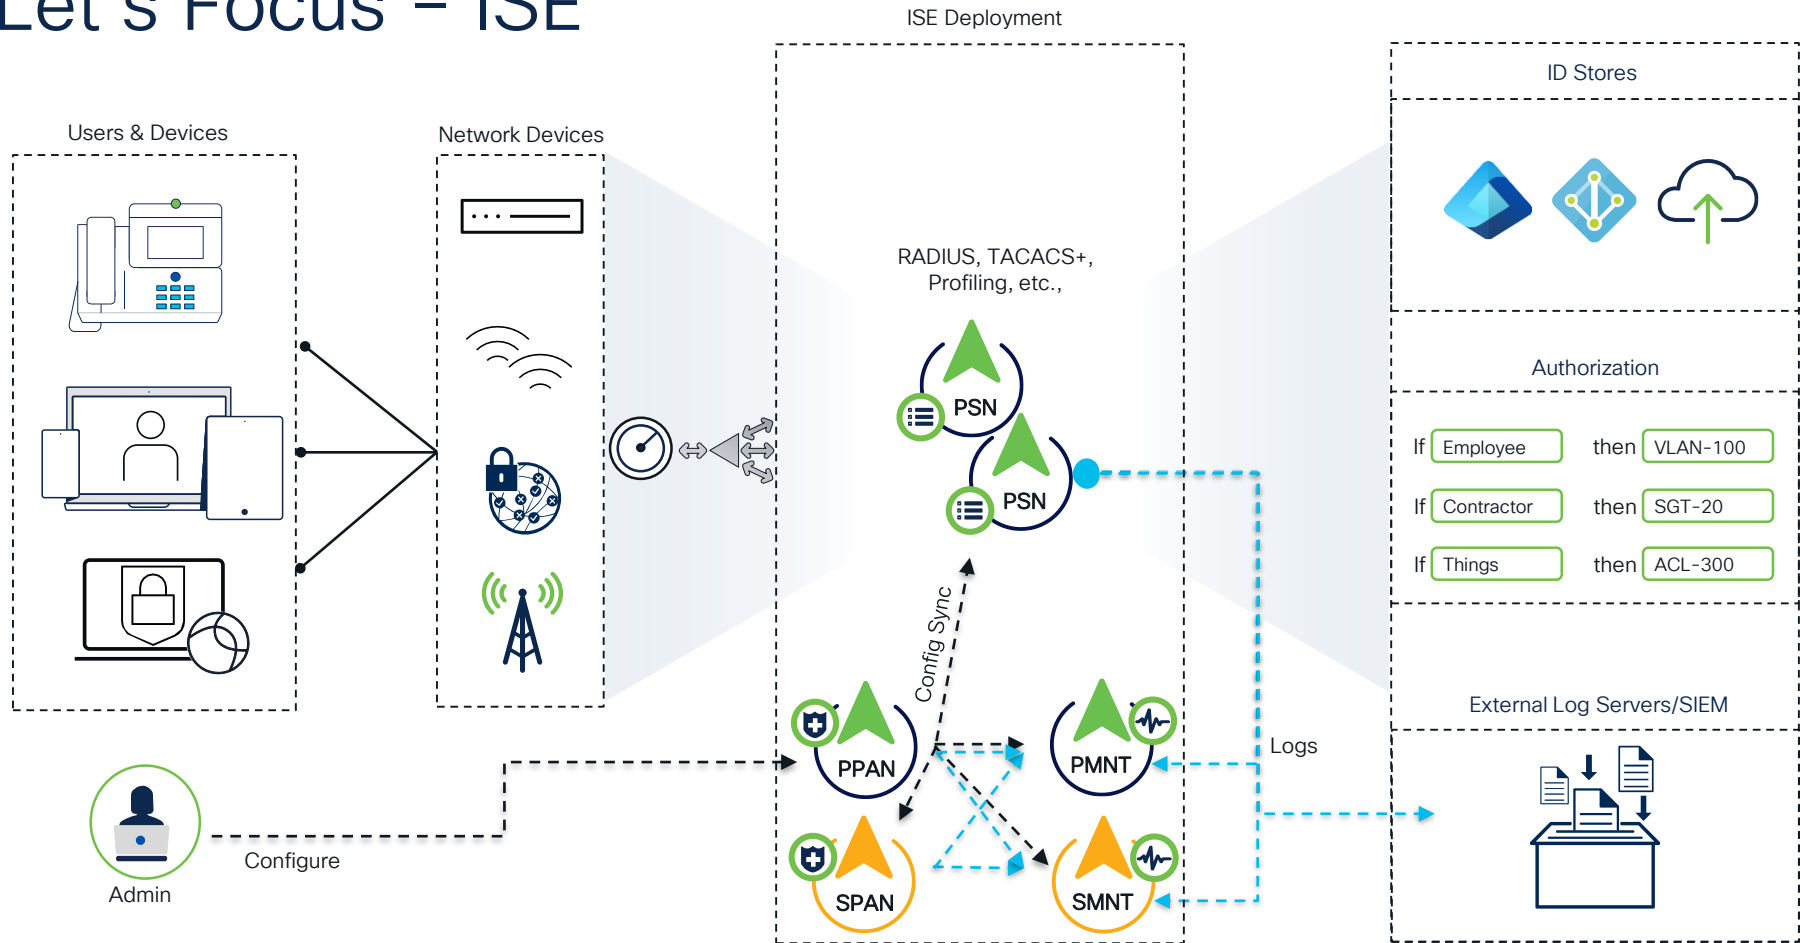 Let's Focus – ISE
ISE Deployment
ID Stores
Users & Devices
Network Devices
RADIUS, TACACS+,
Profiling, etc.,
PSN
PSN
Authorization
If Employee then VLAN-100
If Contractor then SGT-20
If Things then ACL-300
Config Sync
External Log Servers/SIEM
Logs
PPAN
PMNT
SPAN
SMNT
Configure
Admin